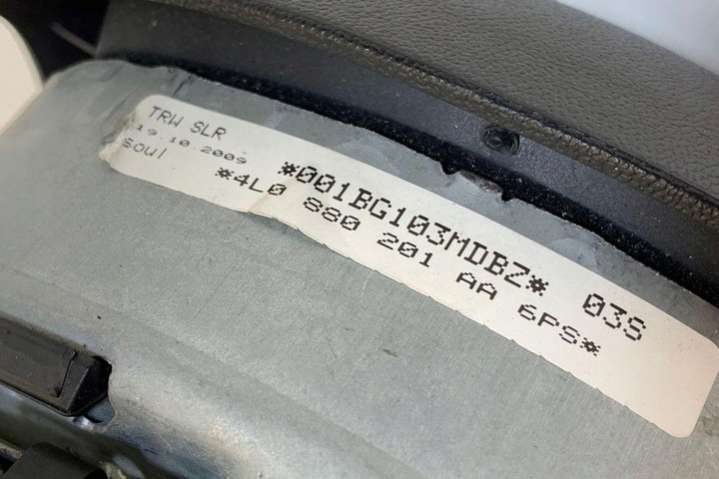 TRW SLR
19.10.2009
soul
*001BG103MDBZ* 03S
*4L0 880 201 AA 6PS*